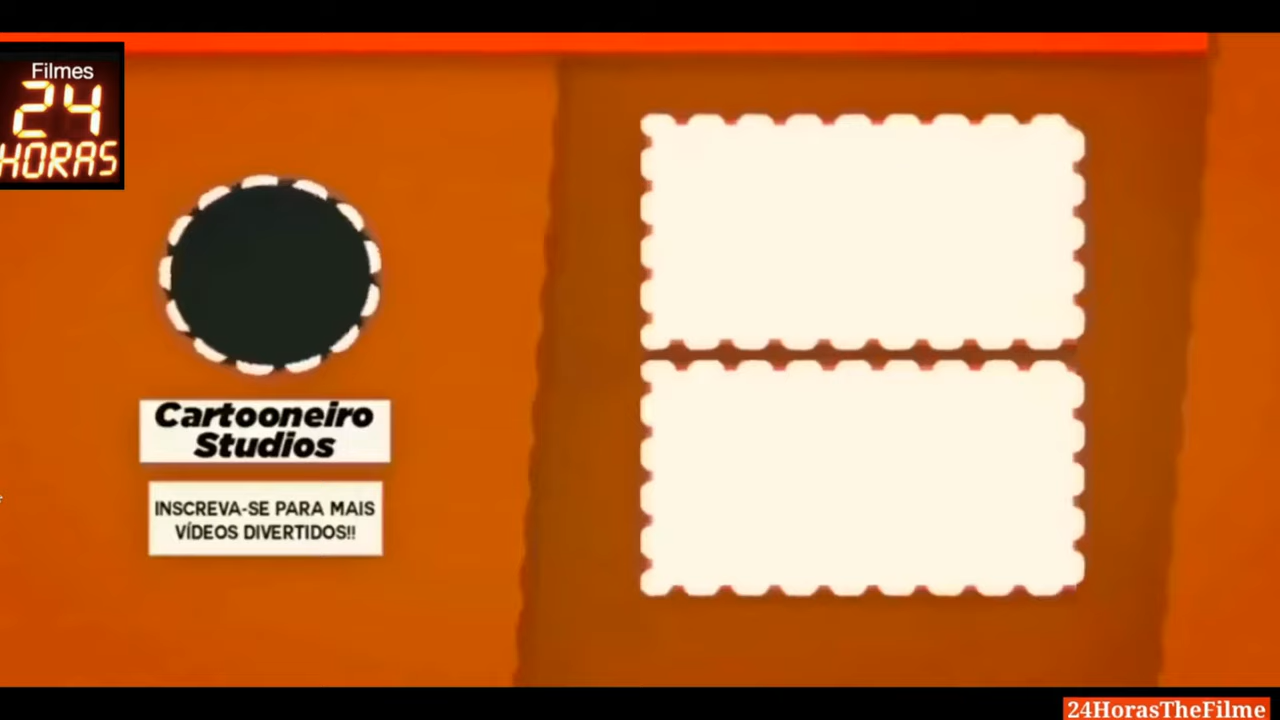 Filmes
24
HORAS
Cartooneiro
Studios
INSCREVA-SE PARA MAIS
VÍDEOS DIVERTIDOS!!
24HorasTheFilme